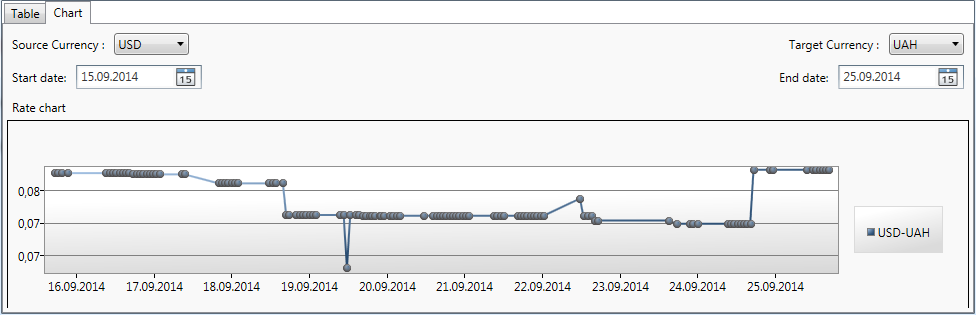 Table Chart
Source Currency : USD Target Currency : UAH
Start date: 15.09.2014 15 End date: 25.09.2014 15
Rate chart
0,08
0,07
USD-UAH
0,07
16.09.2014 17.09.2014 18.09.2014 19.09.2014 20.09.2014 21.09.2014 22.09.2014 23.09.2014 24.09.2014 25.09.2014